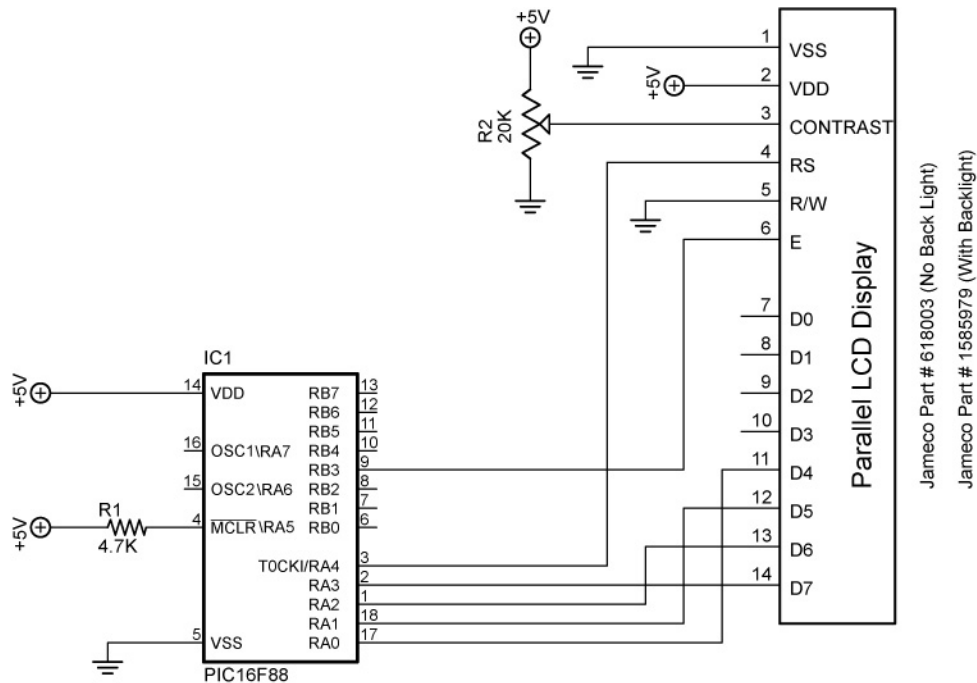 +5V
R2
20K
+5V
1 VSS
2 VDD
3 CONTRAST
4 RS
5 R/W
6 E
7 D0
8 D1
9 D2
10 D3
11 D4
12 D5
13 D6
14 D7
Parallel LCD Display
Jameco Part # 618003 (No Back Light)
Jameco Part # 1585979 (With Backlight)
IC1
+5V
14 VDD
16 OSC1\RA7
15 OSC2\RA6
+5V
R1
4.7K
4 MCLR\RA5
5 VSS
RB7 13
RB6 12
RB5 11
RB4 10
RB3 9
RB2 8
RB1 7
RB0 6
T0CKI/RA4 3
RA3 2
RA2 1
RA1 18
RA0 17
PIC16F88